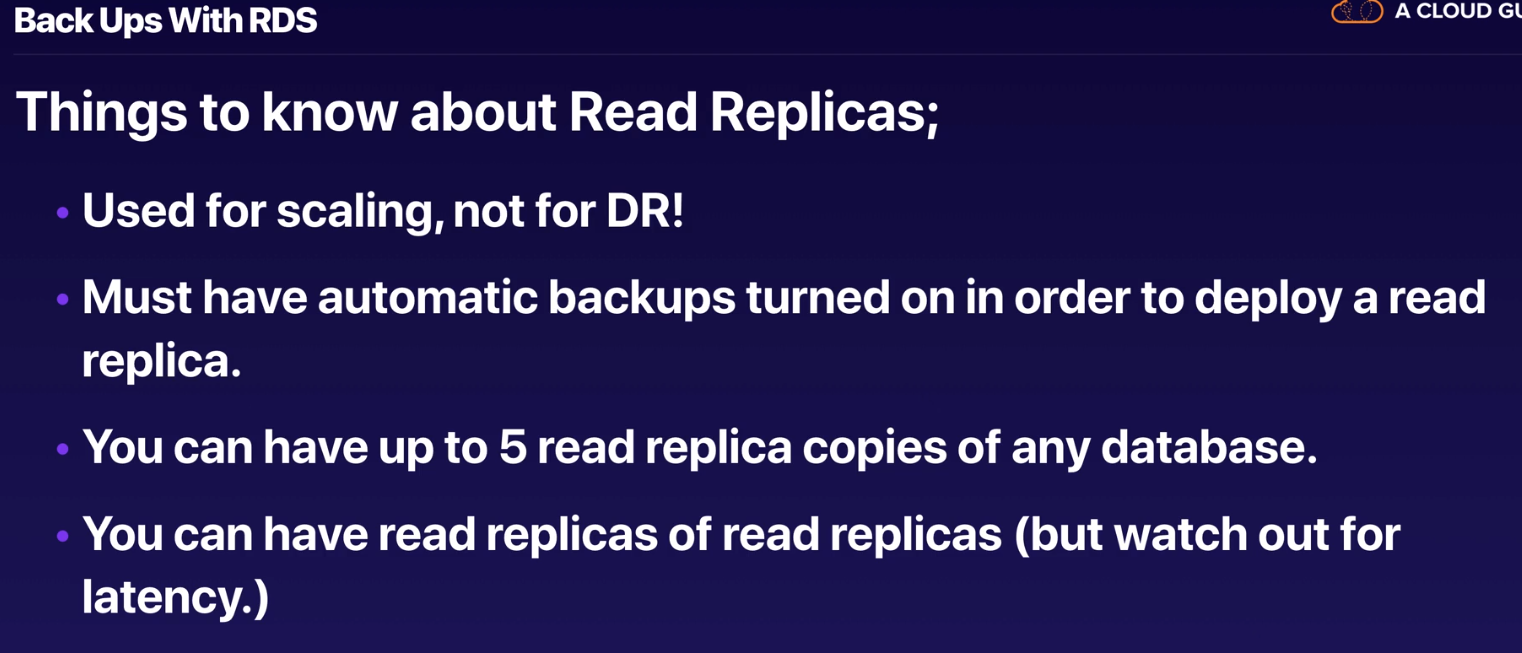 Back Ups With RDS
A CLOUD GU
Things to know about Read Replicas;
• Used for scaling, not for DR!
• Must have automatic backups turned on in order to deploy a read
replica.
• You can have up to 5 read replica copies of any database.
• You can have read replicas of read replicas (but watch out for
latency.)